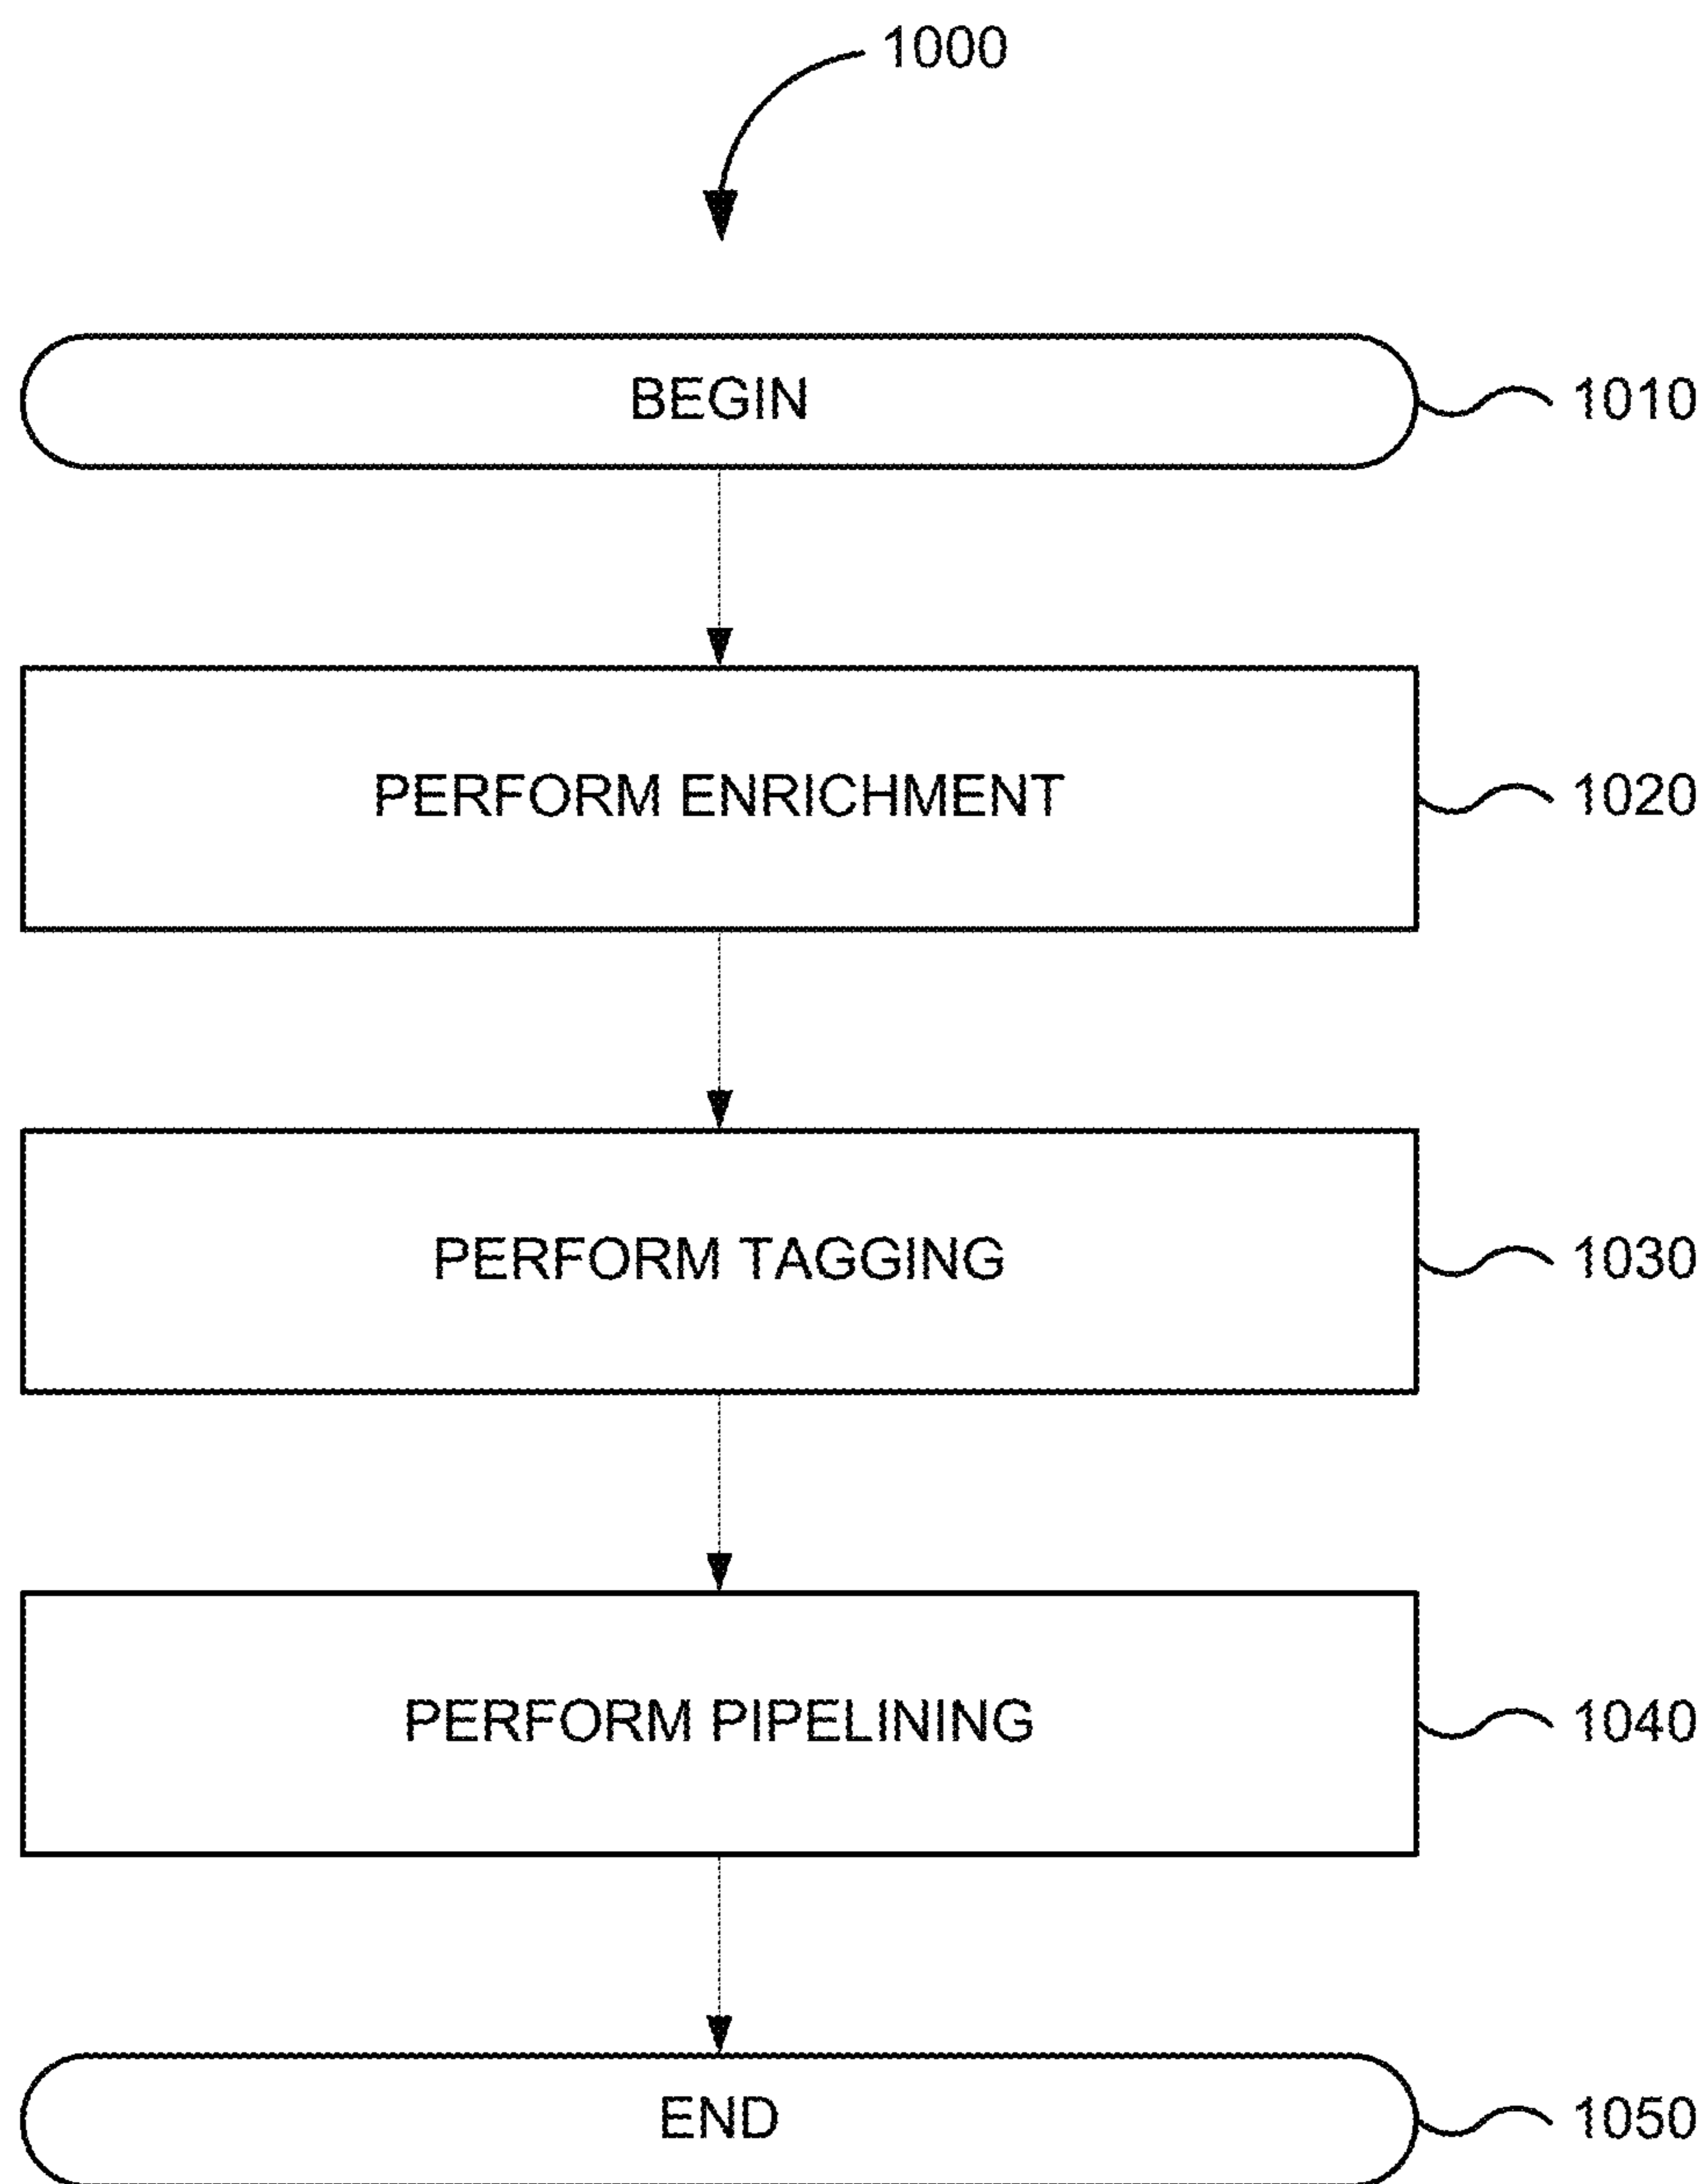 1000
BEGIN
1010
PERFORM ENRICHMENT
1020
PERFORM TAGGING
1030
PERFORM PIPELINING
1040
END
1050